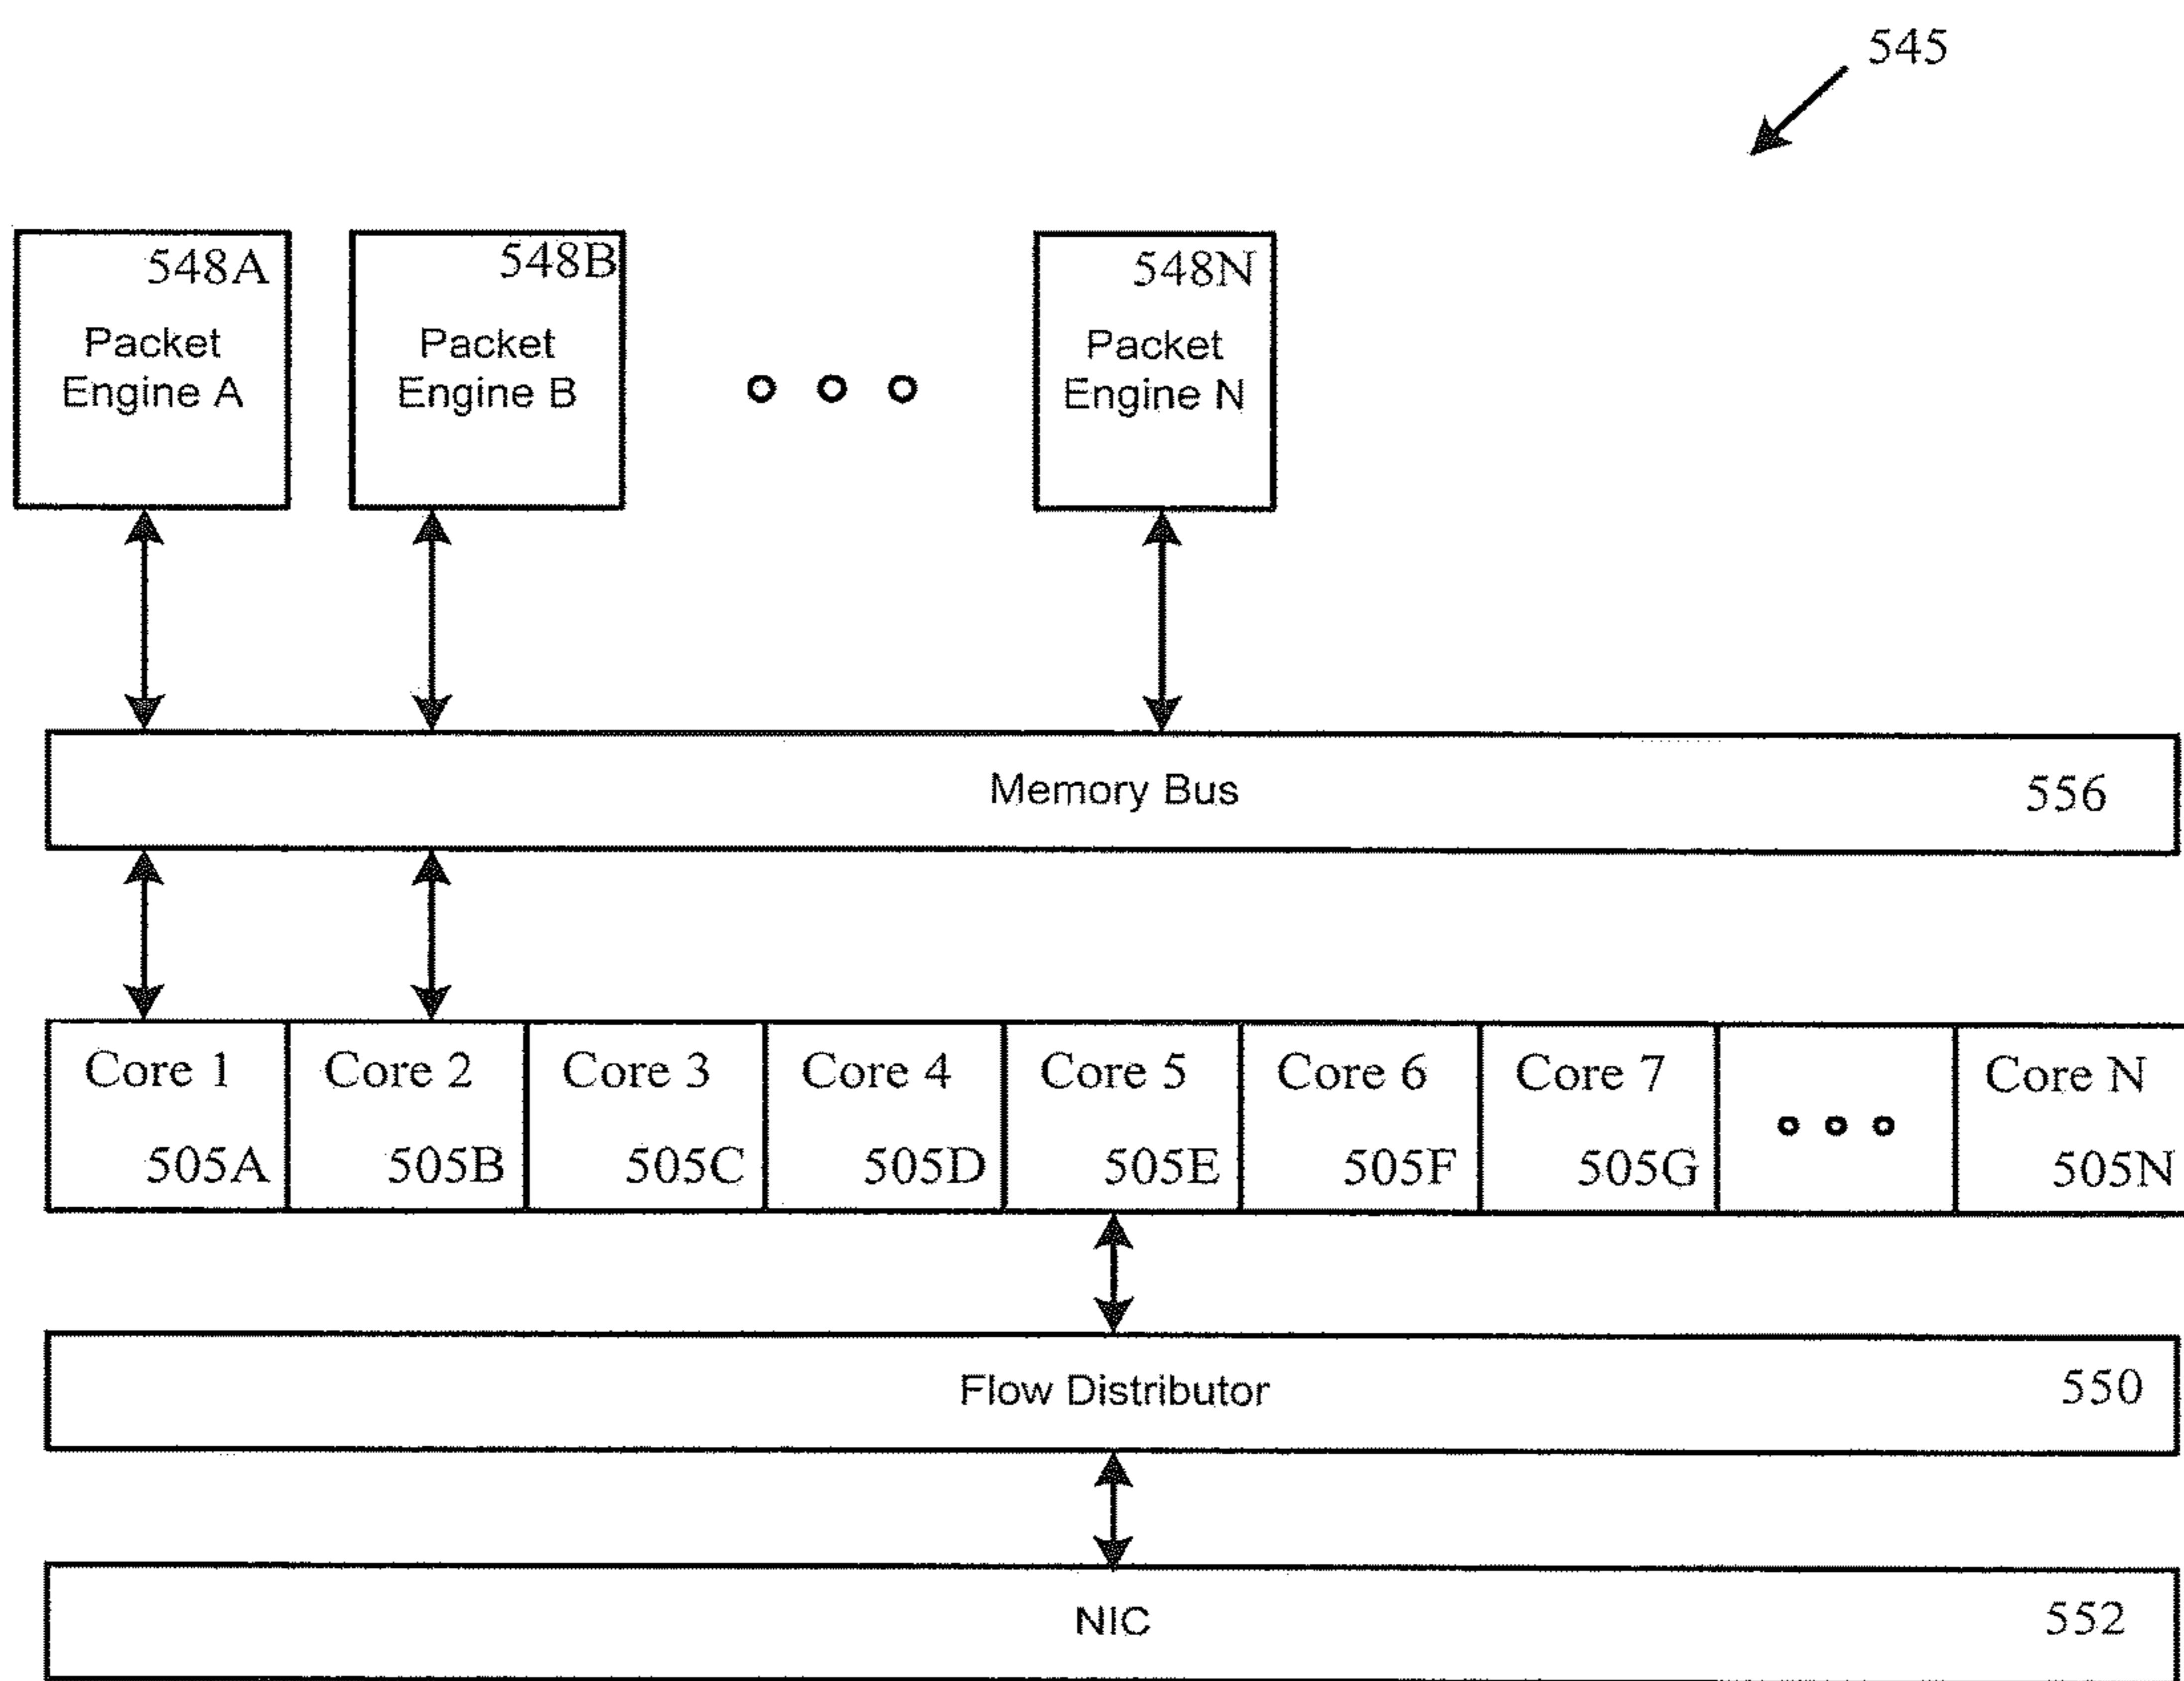 545
548A
Packet
Engine A
548B
Packet
Engine B
548N
Packet
Engine N
Memory Bus
556
Core 1
505A
Core 2
505B
Core 3
505C
Core 4
505D
Core 5
505E
Core 6
505F
Core 7
505G
Core N
505N
Flow Distributor
550
NIC
552